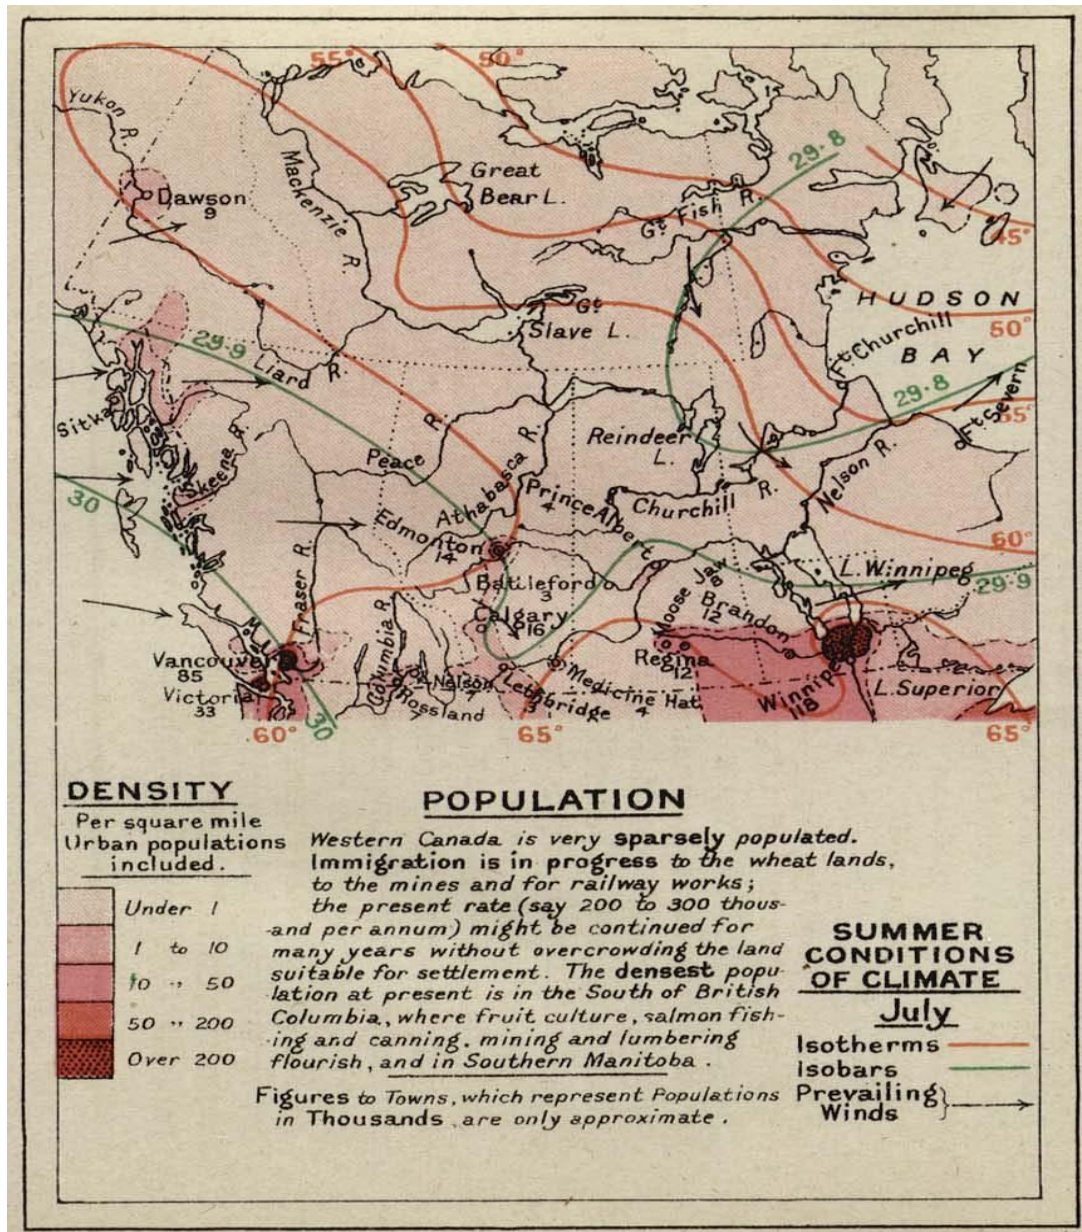 55°
50°
Yukon R.
Mackenzie R.
Great
Bear L.
29·8
Dawson
9
Gt Fish R.
45°
HUDSON
BAY
50°
Gt
Slave L.
Ft Churchill
29·9
Liard R.
29·8
Ft Severn
55°
Sitka
Skeena R.
Peace R.
Athabasca R.
Reindeer
L.
Nelson R.
30
Prince Albert
4
Churchill R.
Edmonton
14
60°
Fraser R.
Battleford
3
Moose Jaw
8
L. Winnipeg
29·9
Columbia R.
Calgary
16
Brandon
12
Vancouver
85
Regina
12
Victoria
33
Nelson
Rossland
7
Lethbridge
3
Medicine Hat
4
Winnipeg
118
L. Superior
60°
30
65°
65°
DENSITY
Per square mile
Urban populations
included.
Under 1
1 to 10
10 „ 50
50 „ 200
Over 200
POPULATION
Western Canada is very sparsely populated.
Immigration is in progress to the wheat lands,
to the mines and for railway works;
the present rate (say 200 to 300 thous-
-and per annum) might be continued for
many years without overcrowding the land
suitable for settlement. The densest popu-
-lation at present is in the South of British
Columbia, where fruit culture, salmon fish-
-ing and canning, mining and lumbering
flourish, and in Southern Manitoba.
Figures to Towns, which represent Populations
in Thousands, are only approximate.
SUMMER
CONDITIONS
OF CLIMATE
July
Isotherms
Isobars
Prevailing
Winds